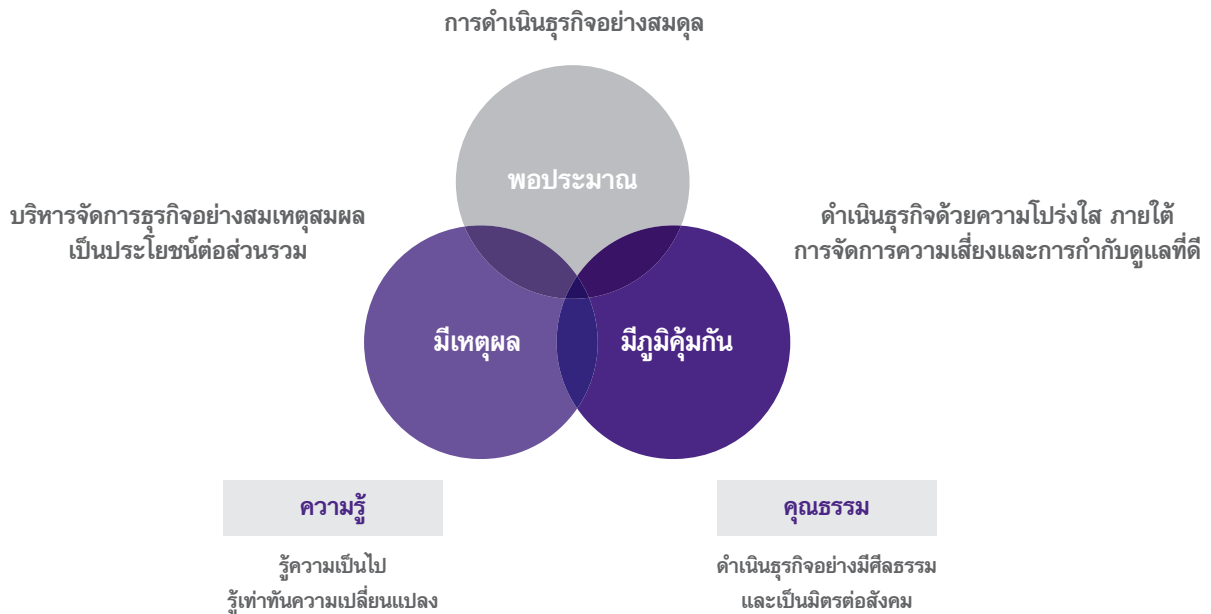 การดำเนินธุรกิจอย่างสมดุล
พอประมาณ
บริหารจัดการธุรกิจอย่างสมเหตุสมผล
เป็นประโยชน์ต่อส่วนรวม
ดำเนินธุรกิจด้วยความโปร่งใส ภายใต้
การจัดการความเสี่ยงและการกำกับดูแลที่ดี
มีเหตุผล
มีภูมิคุ้มกัน
ความรู้
รู้ความเป็นไป
รู้เท่าทันความเปลี่ยนแปลง
คุณธรรม
ดำเนินธุรกิจอย่างมีศีลธรรม
และเป็นมิตรต่อสังคม